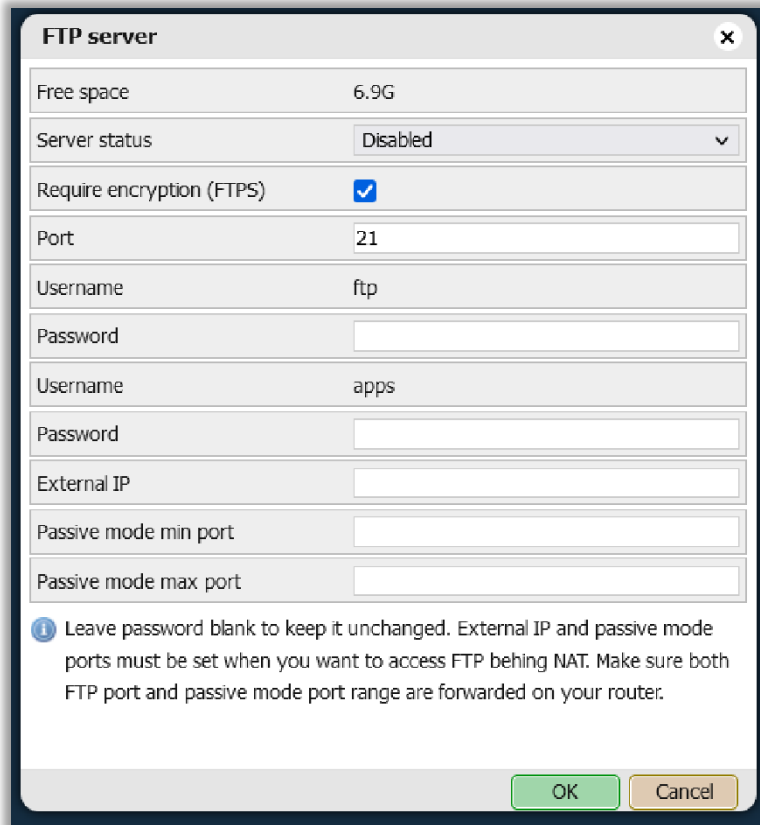 FTP server
Free space 6.9G
Server status Disabled
Require encryption (FTPS)
Port 21
Username ftp
Password
Username apps
Password
External IP
Passive mode min port
Passive mode max port
Leave password blank to keep it unchanged. External IP and passive mode
ports must be set when you want to access FTP behing NAT. Make sure both
FTP port and passive mode port range are forwarded on your router.
OK Cancel